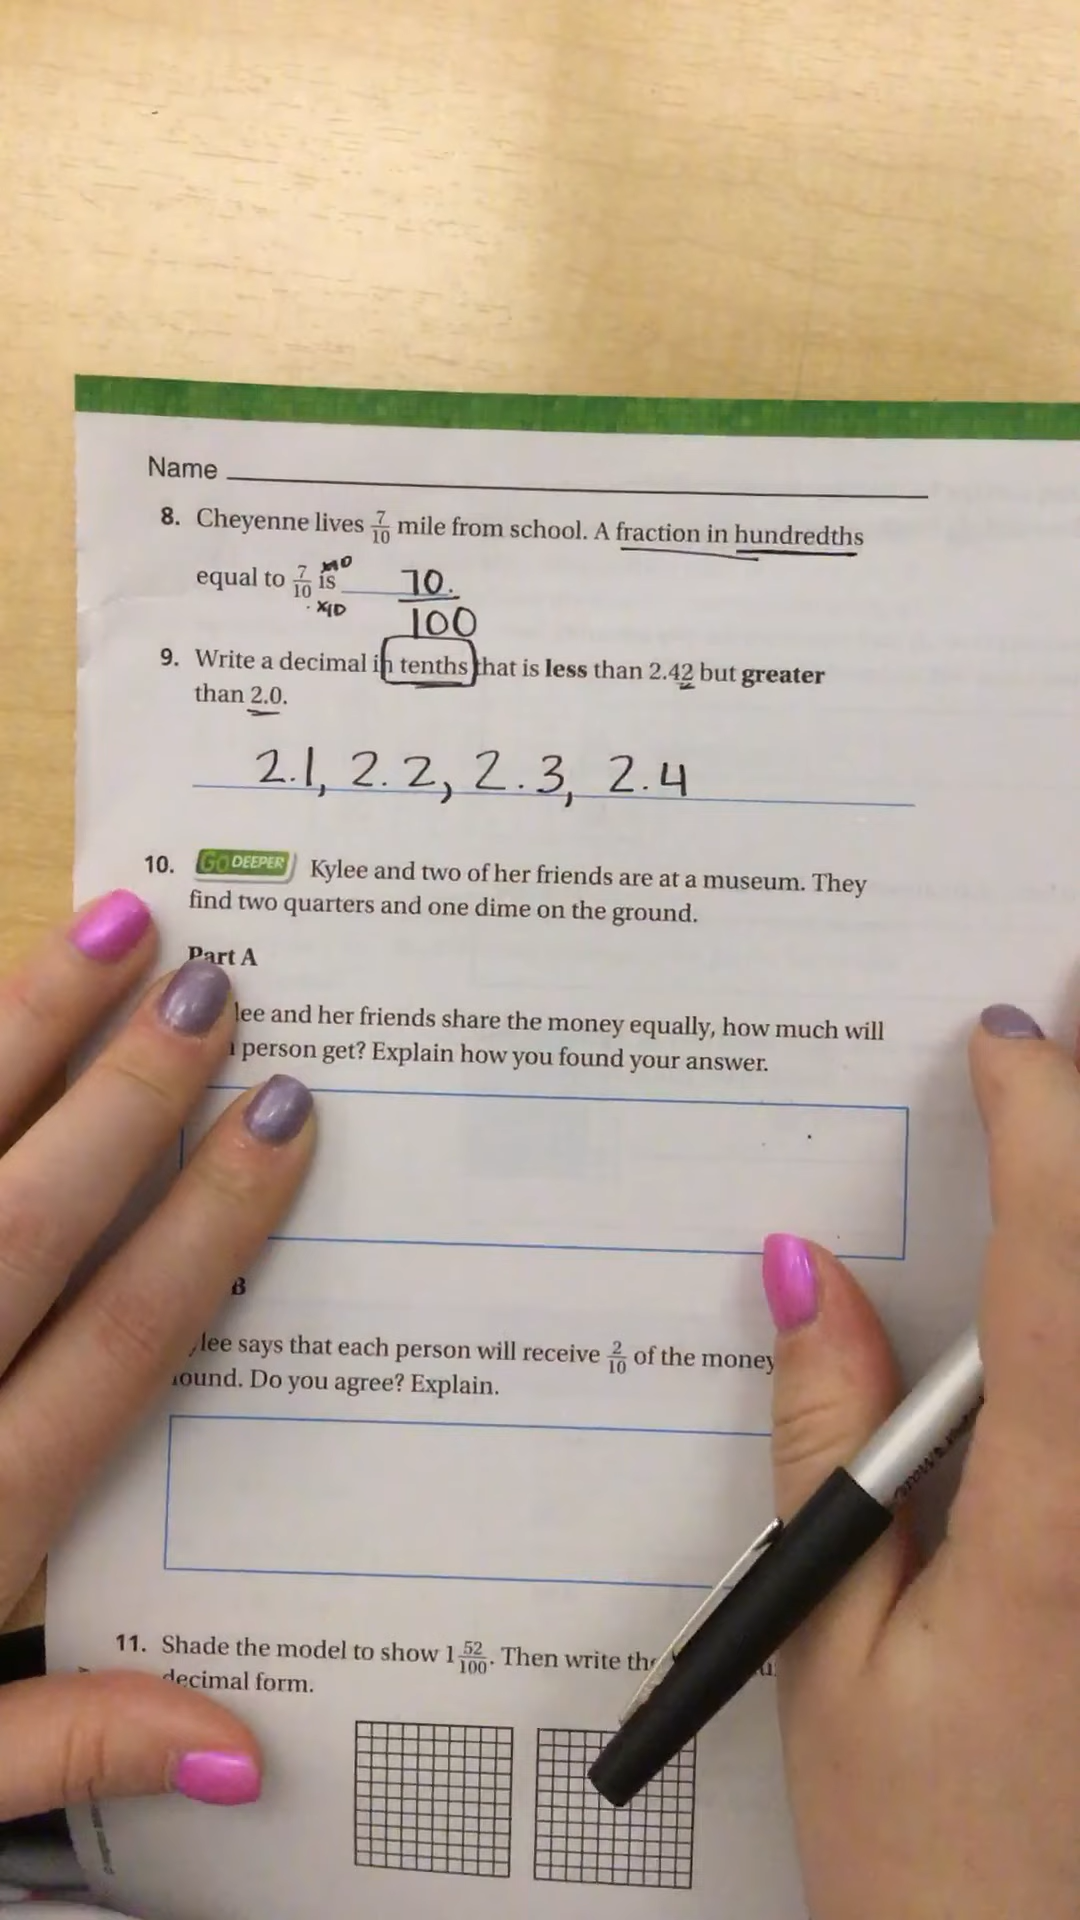 Name
8. Cheyenne lives 7/10 mile from school. A fraction in hundredths
equal to 7/10 is 70.
x10 x10 100
9. Write a decimal in tenths that is less than 2.42 but greater
than 2.0.
2.1, 2.2, 2.3, 2.4
10. GO DEEPER Kylee and two of her friends are at a museum. They
find two quarters and one dime on the ground.
Part A
lee and her friends share the money equally, how much will
person get? Explain how you found your answer.
B
lee says that each person will receive 2/10 of the money
ound. Do you agree? Explain.
11. Shade the model to show 1 52/100. Then write the
decimal form.